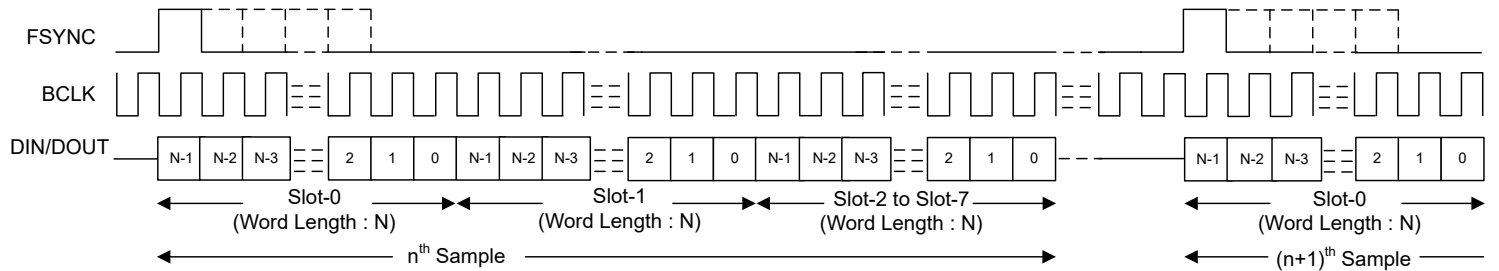 FSYNC
BCLK
DIN/DOUT
N-1 N-2 N-3 2 1 0 N-1 N-2 N-3 2 1 0 N-1 N-2 N-3 2 1 0 N-1 N-2 N-3 2 1 0
Slot-0 Slot-1 Slot-2 to Slot-7 Slot-0
(Word Length : N) (Word Length : N) (Word Length : N) (Word Length : N)
nth Sample (n+1)th Sample